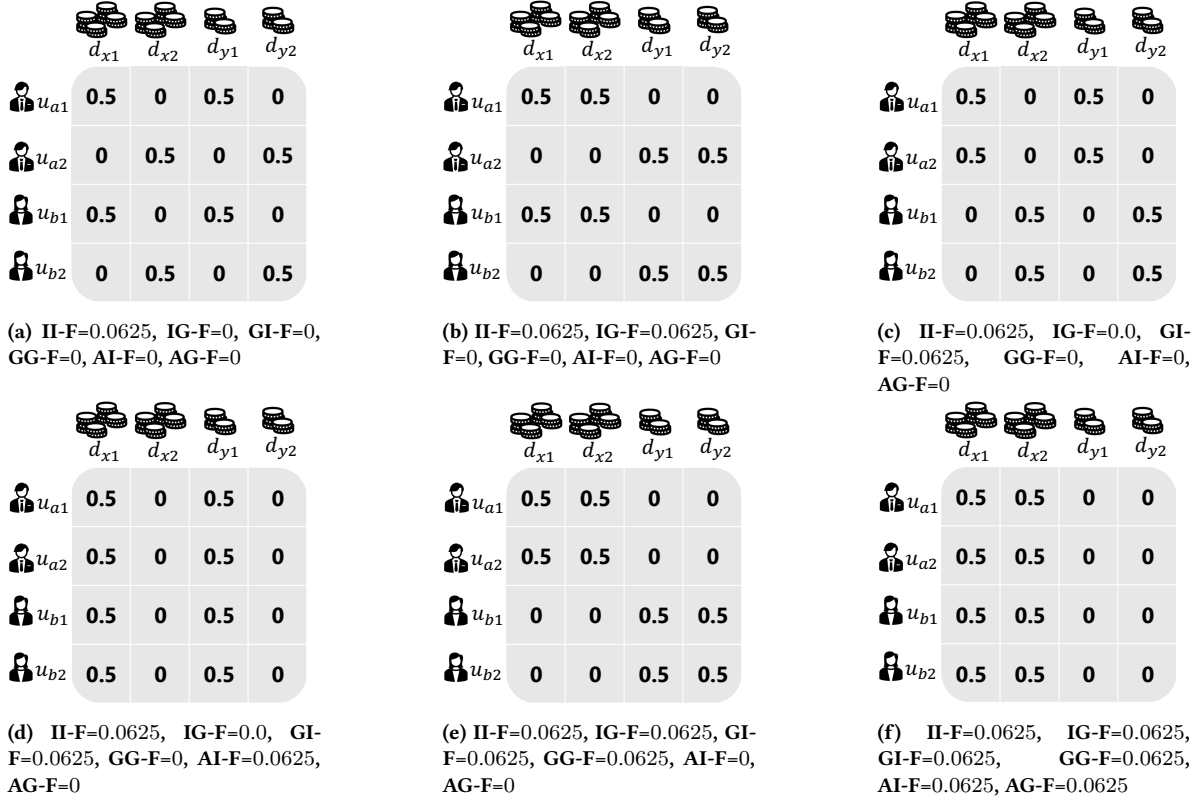 d_{x1} d_{x2} d_{y1} d_{y2}
u_{a1} 0.5 0 0.5 0
u_{a2} 0 0.5 0 0.5
u_{b1} 0.5 0 0.5 0
u_{b2} 0 0.5 0 0.5
(a) II-F=0.0625, IG-F=0, GI-F=0,
GG-F=0, AI-F=0, AG-F=0
d_{x1} d_{x2} d_{y1} d_{y2}
u_{a1} 0.5 0.5 0 0
u_{a2} 0 0 0.5 0.5
u_{b1} 0.5 0.5 0 0
u_{b2} 0 0 0.5 0.5
(b) II-F=0.0625, IG-F=0.0625, GI-
F=0, GG-F=0, AI-F=0, AG-F=0
d_{x1} d_{x2} d_{y1} d_{y2}
u_{a1} 0.5 0 0.5 0
u_{a2} 0.5 0 0.5 0
u_{b1} 0 0.5 0 0.5
u_{b2} 0 0.5 0 0.5
(c) II-F=0.0625, IG-F=0.0, GI-
F=0.0625, GG-F=0, AI-F=0,
AG-F=0
d_{x1} d_{x2} d_{y1} d_{y2}
u_{a1} 0.5 0 0.5 0
u_{a2} 0.5 0 0.5 0
u_{b1} 0.5 0 0.5 0
u_{b2} 0.5 0 0.5 0
(d) II-F=0.0625, IG-F=0.0, GI-
F=0.0625, GG-F=0, AI-F=0.0625,
AG-F=0
d_{x1} d_{x2} d_{y1} d_{y2}
u_{a1} 0.5 0.5 0 0
u_{a2} 0.5 0.5 0 0
u_{b1} 0 0 0.5 0.5
u_{b2} 0 0 0.5 0.5
(e) II-F=0.0625, IG-F=0.0625, GI-
F=0.0625, GG-F=0.0625, AI-F=0,
AG-F=0
d_{x1} d_{x2} d_{y1} d_{y2}
u_{a1} 0.5 0.5 0 0
u_{a2} 0.5 0.5 0 0
u_{b1} 0.5 0.5 0 0
u_{b2} 0.5 0.5 0 0
(f) II-F=0.0625, IG-F=0.0625,
GI-F=0.0625, GG-F=0.0625,
AI-F=0.0625, AG-F=0.0625